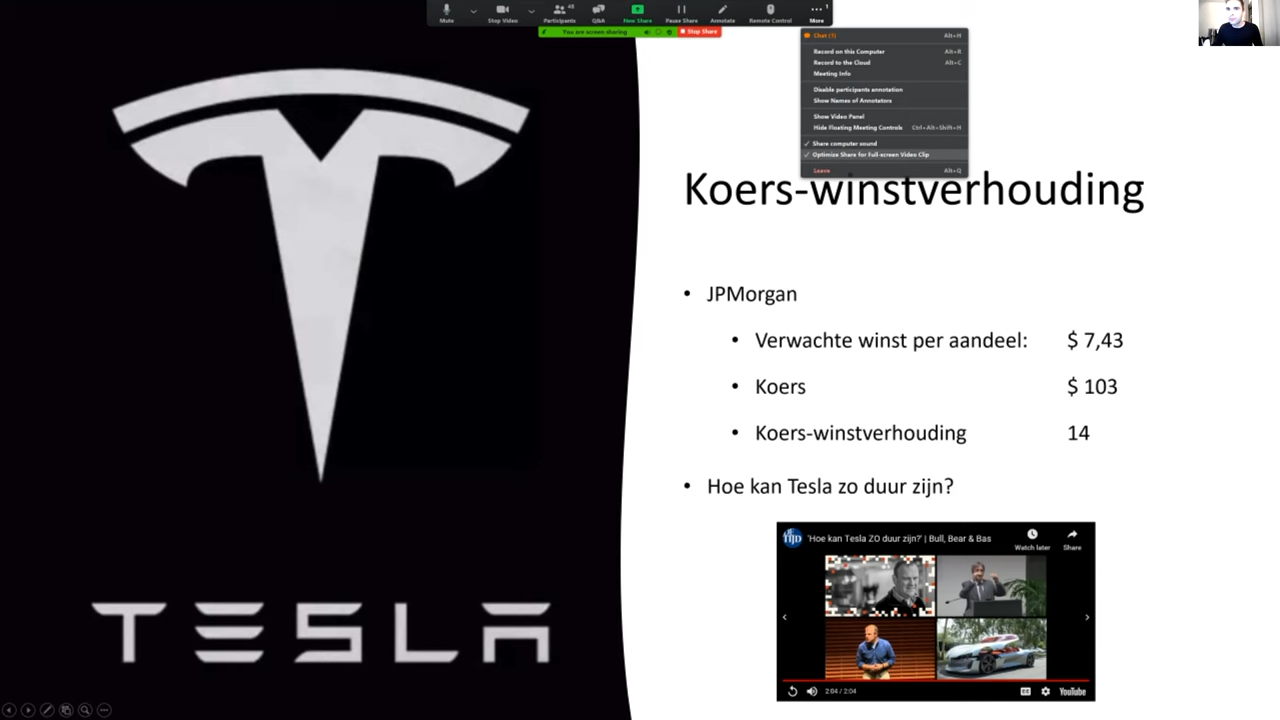 Mute
Stop Video
Participants
48
Q&A
New Share
Pause Share
Annotate
Remote Control
1
More
You are screen sharing
Stop Share
Chat (1) Alt+H
Record on this Computer Alt+R
Record to the Cloud Alt+C
Meeting Info
Disable participants annotation
Show Names of Annotators
Show Video Panel
Hide Floating Meeting Controls Ctrl+Alt+Shift+H
Share computer sound
Optimize Share for Full-screen Video Clip
Leave Alt+Q
Koers-winstverhouding
JPMorgan
Verwachte winst per aandeel: $ 7,43
Koers $ 103
Koers-winstverhouding 14
Hoe kan Tesla zo duur zijn?
TIJD
'Hoe kan Tesla ZO duur zijn?' | Bull, Bear & Bas
Watch later
Share
2:04 / 2:04
CC
YouTube
TESLA